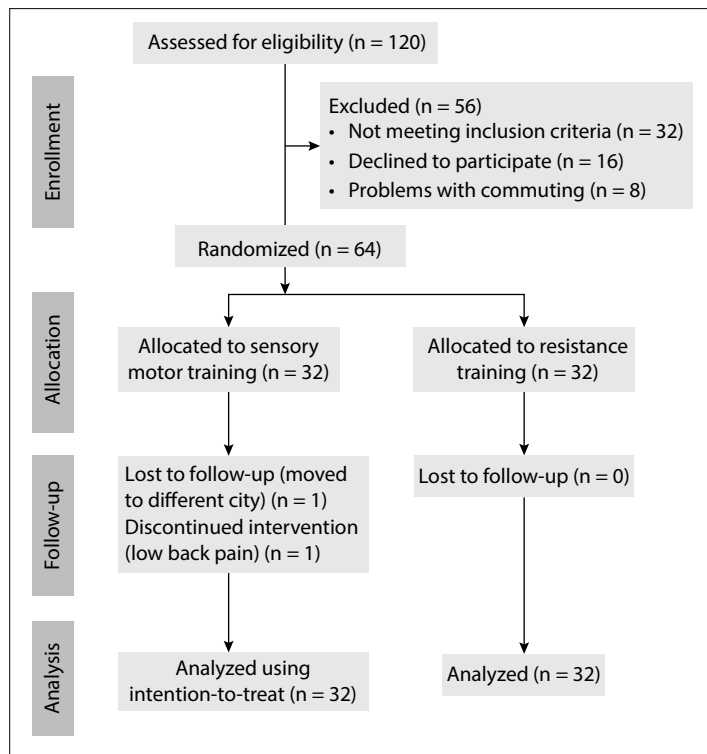 Assessed for eligibility (n = 120)
Enrollment
Excluded (n = 56)
• Not meeting inclusion criteria (n = 32)
• Declined to participate (n = 16)
• Problems with commuting (n = 8)
Randomized (n = 64)
Allocation
Allocated to sensory
motor training (n = 32)
Allocated to resistance
training (n = 32)
Follow-up
Lost to follow-up (moved
to different city) (n = 1)
Discontinued intervention
(low back pain) (n = 1)
Lost to follow-up (n = 0)
Analysis
Analyzed using
intention-to-treat (n = 32)
Analyzed (n = 32)